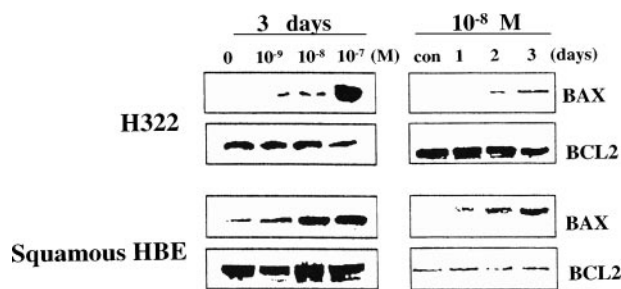 3 days 10⁻⁸ M
0 10⁻⁹ 10⁻⁸ 10⁻⁷ (M) con 1 2 3 (days)
BAX
H322
BCL2
BAX
Squamous HBE
BCL2